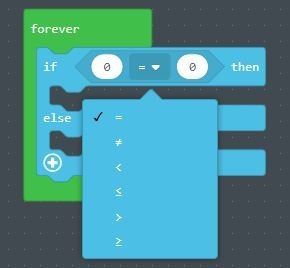 forever
if 0 = 0 then
else
✓ =
≠
<
≤
>
≥